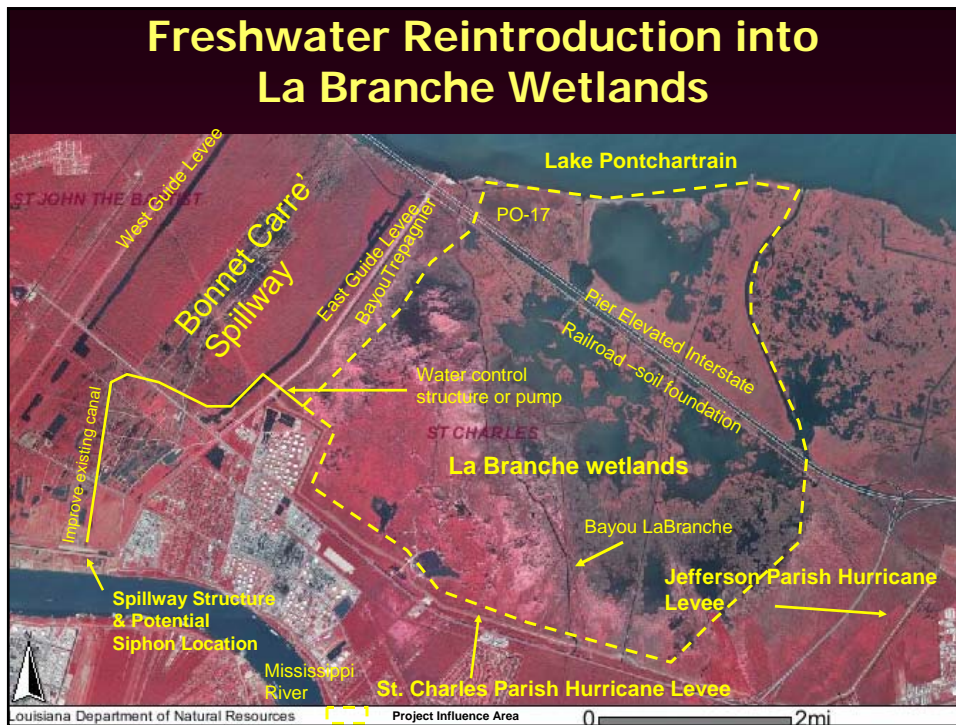 Freshwater Reintroduction into
La Branche Wetlands
Lake Pontchartrain
ST JOHN THE BAPTIST
West Guide Levee
Bonnet Carre'
Spillway
East Guide Levee
BayouTrepagnier
PO-17
Pier Elevated Interstate
Railroad –soil foundation
Water control
structure or pump
ST CHARLES
La Branche wetlands
Improve existing canal
Bayou LaBranche
Jefferson Parish Hurricane
Levee
Spillway Structure
& Potential
Siphon Location
Mississippi
River
St. Charles Parish Hurricane Levee
Louisiana Department of Natural Resources
Project Influence Area
0
2mi